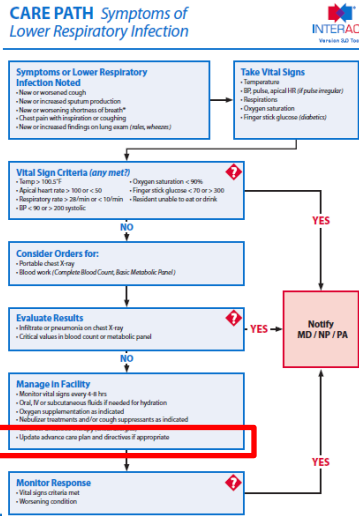 CARE PATH Symptoms of
Lower Respiratory Infection
INTERAC
Version 4.0 Too
Symptoms or Lower Respiratory
Infection Noted
• New or worsened cough
• New or increased sputum production
• New or worsening shortness of breath*
• Chest pain with inspiration or coughing
• New or increased findings on lung exam (rales, wheezes)
Take Vital Signs
• Temperature
• BP, pulse, apical HR (if pulse irregular)
• Respirations
• Oxygen saturation
• Finger stick glucose (diabetics)
Vital Sign Criteria (any met?)
• Temp > 100.5°F
• Apical heart rate > 100 or < 50
• Respiratory rate > 28/min or < 10/min
• BP < 90 or > 200 systolic
• Oxygen saturation < 90%
• Finger stick glucose < 70 or > 300
• Resident unable to eat or drink
?
YES
NO
Consider Orders for:
• Portable chest X-ray
• Blood work (Complete Blood Count, Basic Metabolic Panel)
Evaluate Results
• Infiltrate or pneumonia on chest X-ray
• Critical values in blood count or metabolic panel
?
YES
Notify
MD / NP / PA
NO
Manage in Facility
• Monitor vital signs every 4-8 hrs
• Oral, IV or subcutaneous fluids if needed for hydration
• Oxygen supplementation as indicated
• Nebulizer treatments and/or cough suppressants as indicated
• Update advance care plan and directives if appropriate
YES
Monitor Response
• Vital signs criteria met
• Worsening condition
?